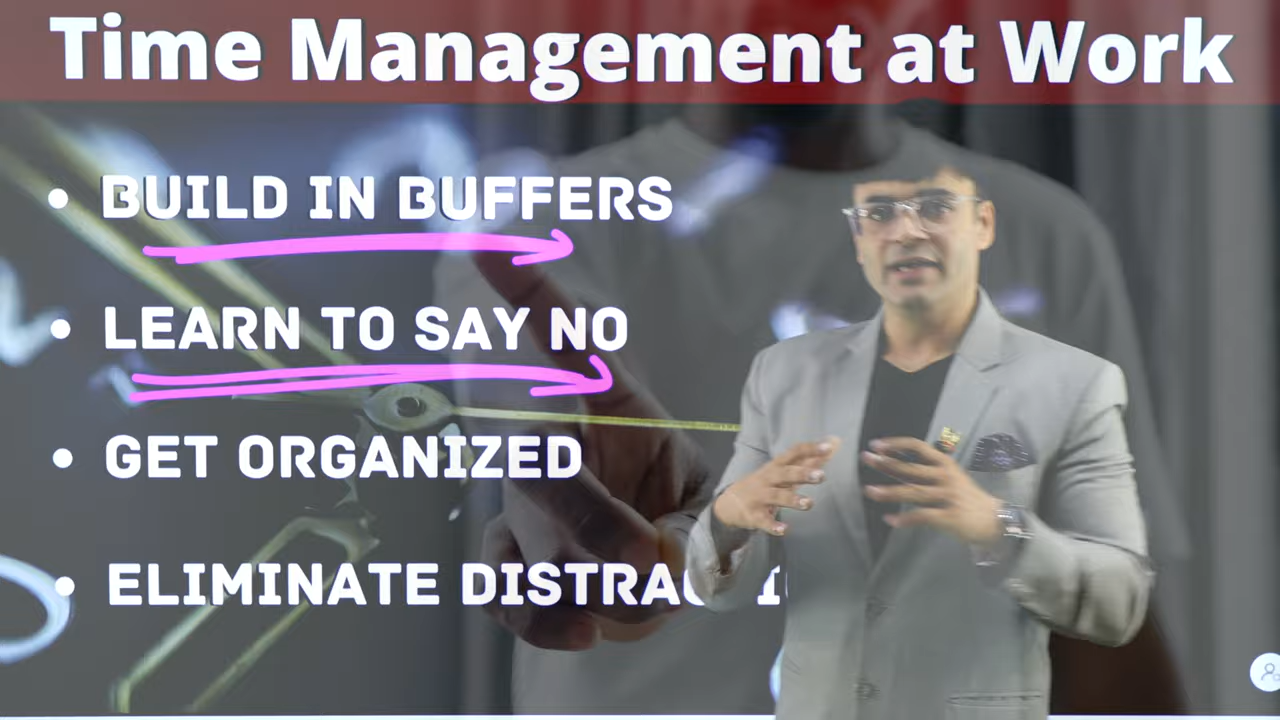 Time Management at Work
• BUILD IN BUFFERS
• LEARN TO SAY NO
• GET ORGANIZED
• ELIMINATE